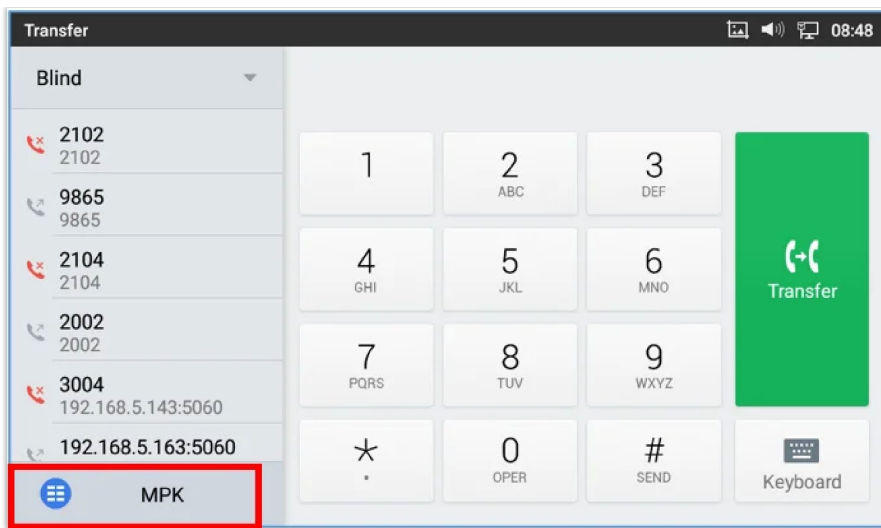 Transfer
08:48
Blind
2102
2102
9865
9865
2104
2104
2002
2002
3004
192.168.5.143:5060
192.168.5.163:5060
MPK
1
2
ABC
3
DEF
4
GHI
5
JKL
6
MNO
7
PQRS
8
TUV
9
WXYZ
*
.
0
OPER
#
SEND
Transfer
Keyboard